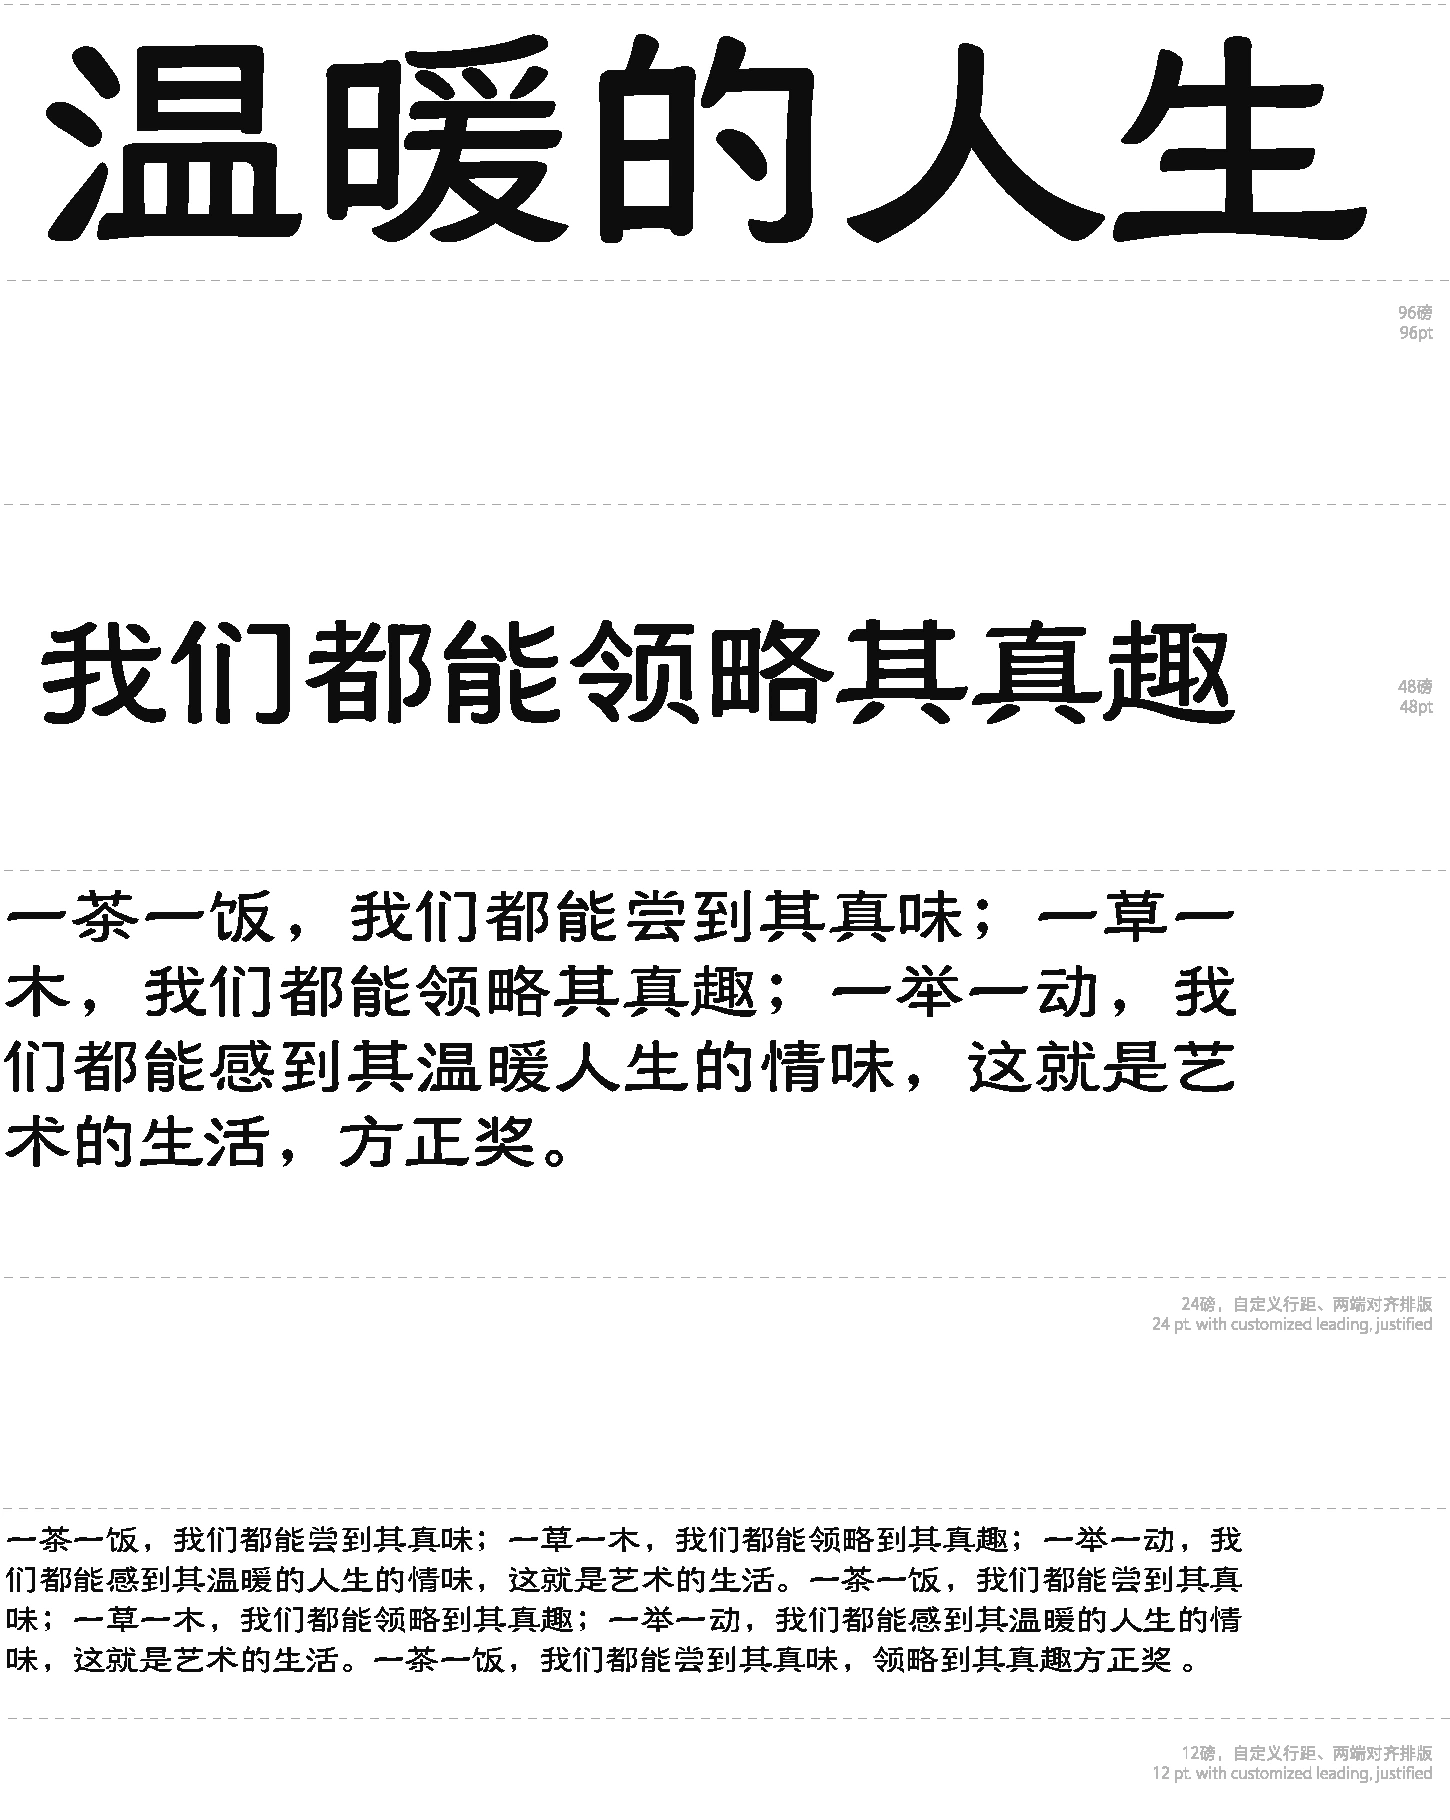 温暖的人生
96磅
96pt
我们都能领略其真趣
48磅
48pt
一茶一饭，我们都能尝到其真味；一草一
木，我们都能领略其真趣；一举一动，我
们都能感到其温暖人生的情味，这就是艺
术的生活，方正奖。
24磅，自定义行距、两端对齐排版
24 pt. with customized leading, justified
一茶一饭，我们都能尝到其真味；一草一木，我们都能领略到其真趣；一举一动，我
们都能感到其温暖的人生的情味，这就是艺术的生活。一茶一饭，我们都能尝到其真
味；一草一木，我们都能领略到其真趣；一举一动，我们都能感到其温暖的人生的情
味，这就是艺术的生活。一茶一饭，我们都能尝到其真味，领略到其真趣方正奖 。
12磅，自定义行距、两端对齐排版
12 pt. with customized leading, justified